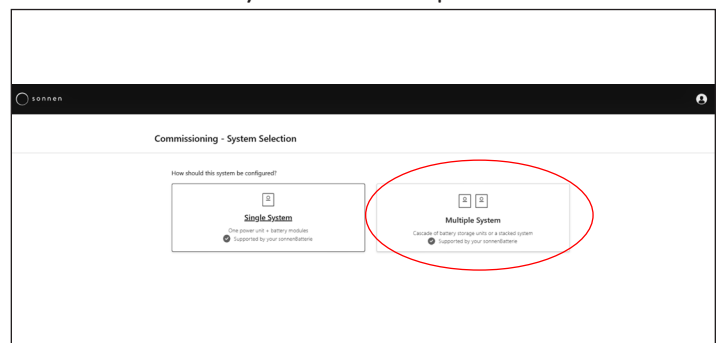 sonnen
Commissioning - System Selection
How should this system be configured?
Single System
One power unit + battery modules
Supported by your sonnenBatterie
Multiple System
Cascade of battery storage units or a stacked system
Supported by your sonnenBatterie